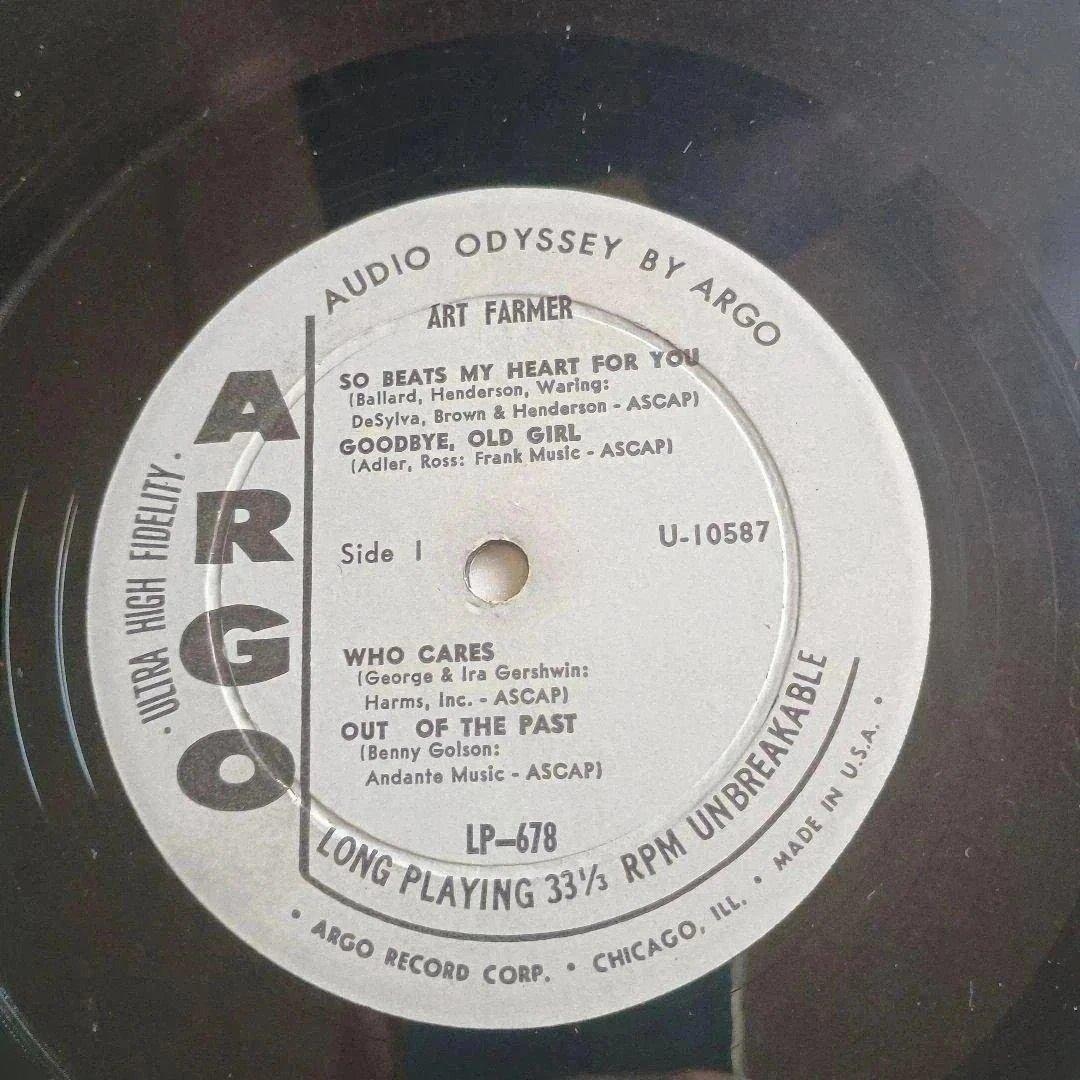 AUDIO ODYSSEY BY ARGO
ART FARMER
SO BEATS MY HEART FOR YOU
(Ballard, Henderson, Waring:
DeSylva, Brown & Henderson - ASCAP)
GOODBYE, OLD GIRL
(Adler, Ross: Frank Music - ASCAP)
ARGO
· ULTRA HIGH FIDELITY ·
Side 1
U-10587
WHO CARES
(George & Ira Gershwin:
Harms, Inc. - ASCAP)
OUT OF THE PAST
(Benny Golson:
Andante Music - ASCAP)
LP-678
LONG PLAYING 33⅓ RPM UNBREAKABLE
• ARGO RECORD CORP. • CHICAGO, ILL. • MADE IN U.S.A. •